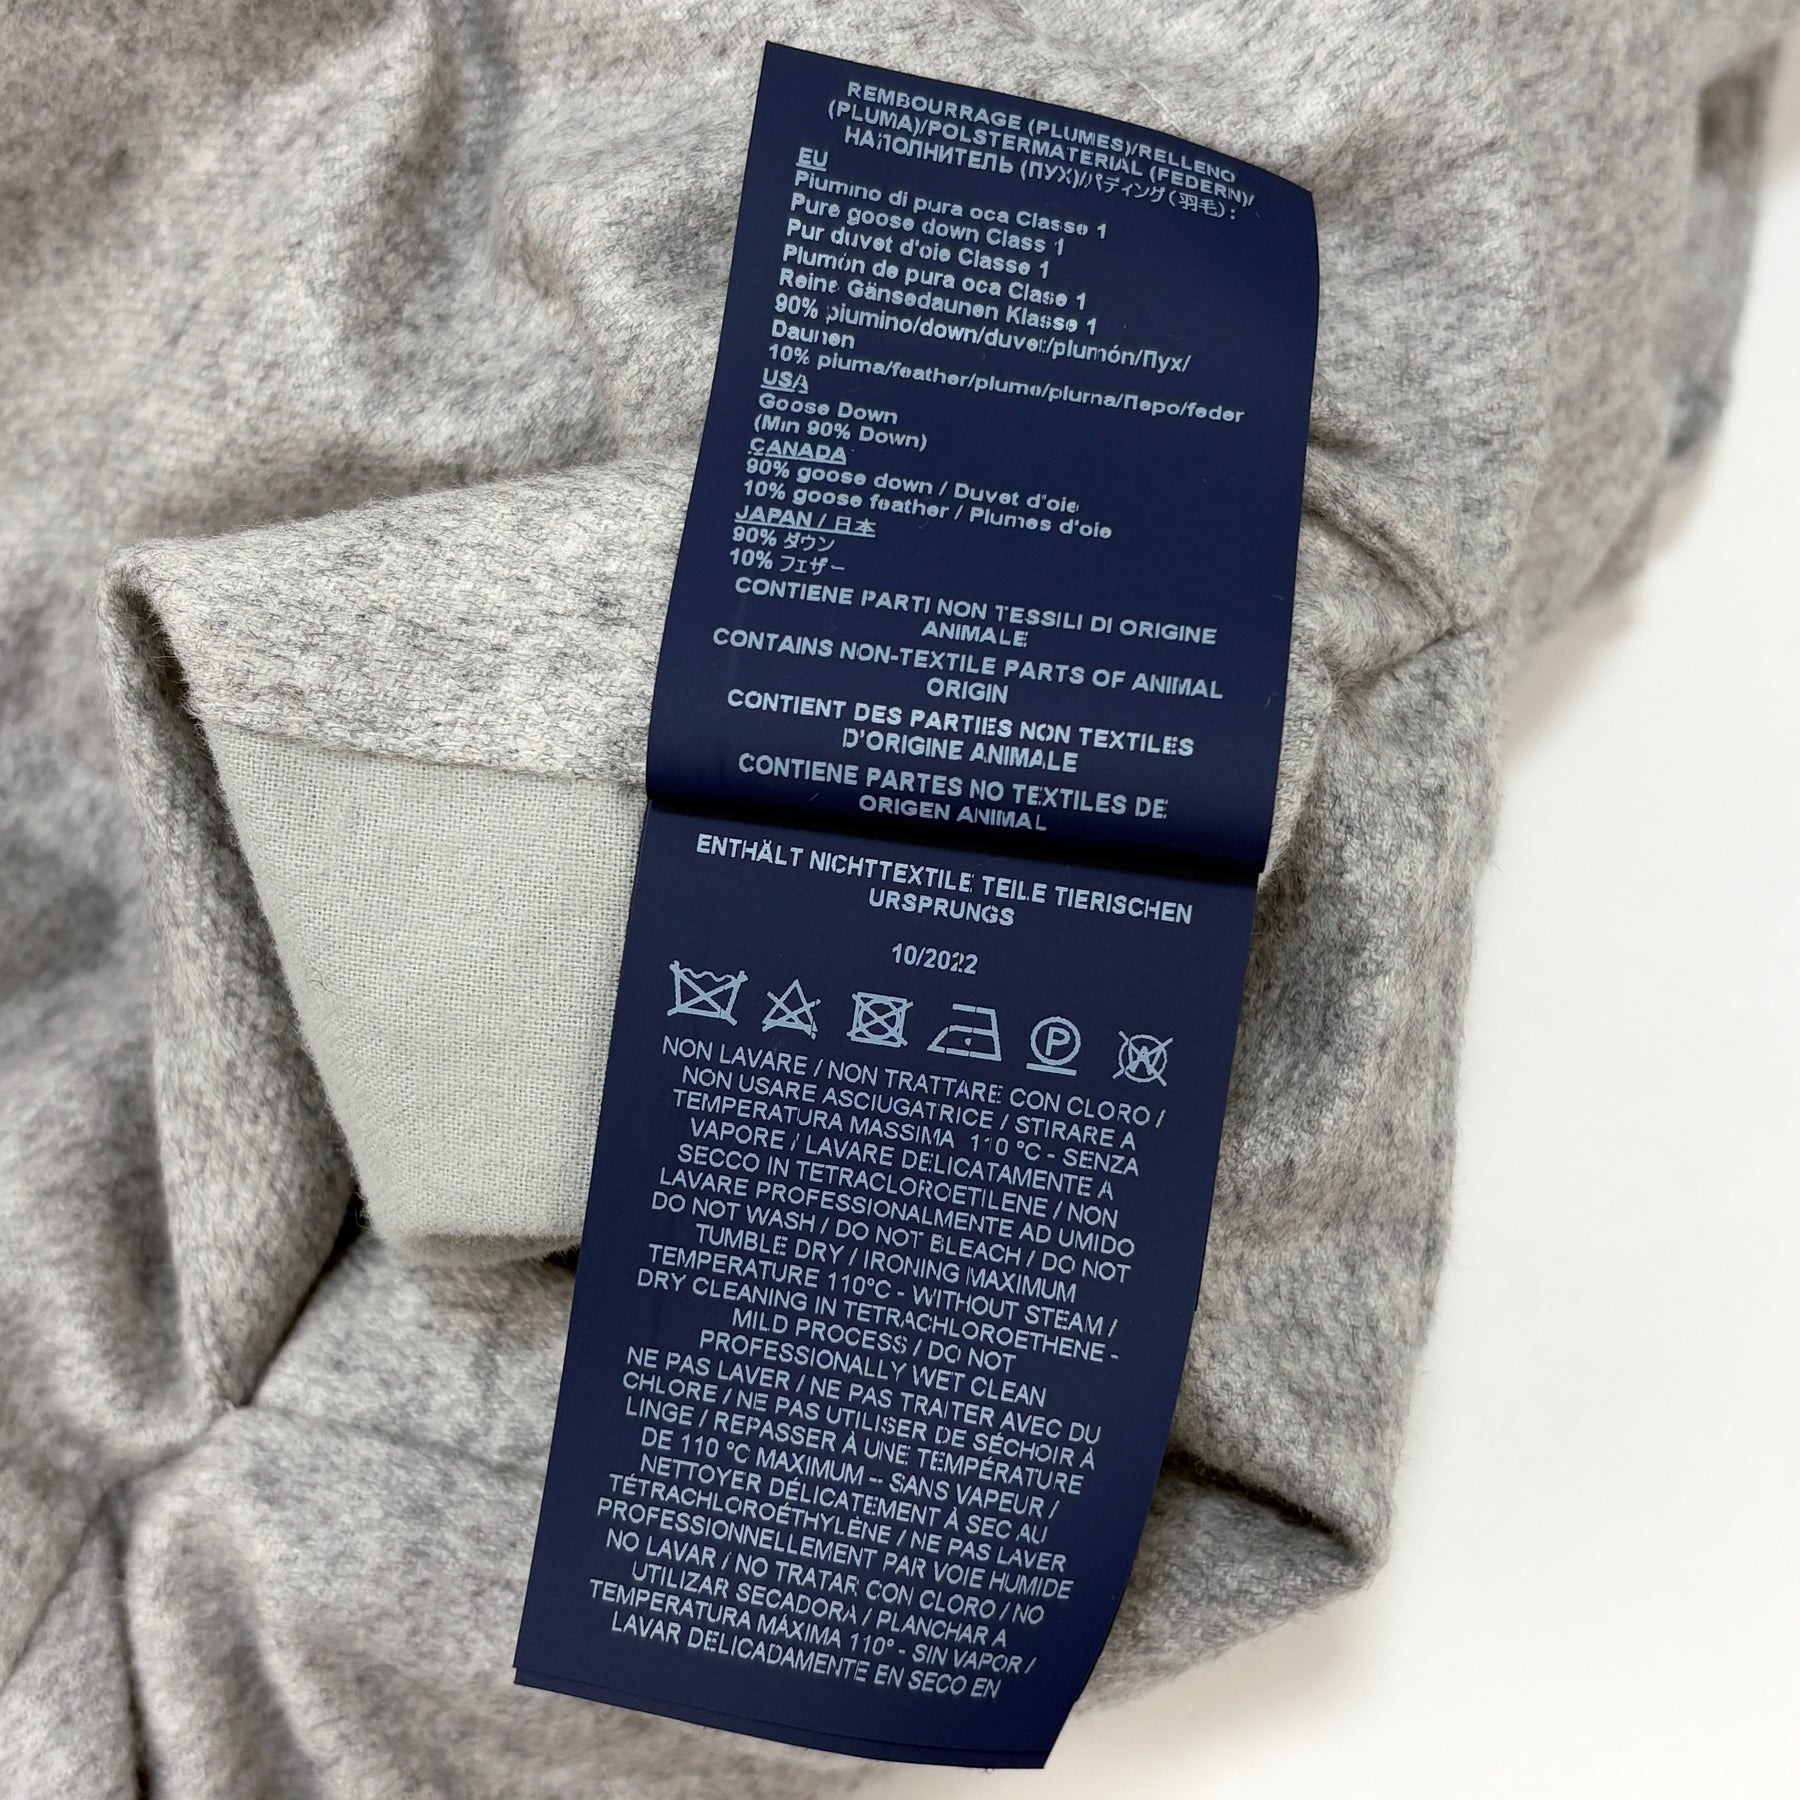 REMBOURRAGE (PLUMES)/RELLENO
(PLUMA)/POLSTERMATERIAL (FEDERN)/
НАПОЛНИТЕЛЬ (ПУХ)/パディング(羽毛):
EU
Piumino di pura oca Classe 1
Pure goose down Class 1
Pur duvet d'oie Classe 1
Plumón de pura oca Clase 1
Reine Gänsedaunen Klasse 1
90% piumino/down/duvet/plumón/Пух/
Daunen
10% piuma/feather/plume/pluma/Перо/feder
USA
Goose Down
(Min 90% Down)
CANADA
90% goose down / Duvet d'oie
10% goose feather / Plumes d'oie
JAPAN / 日本
90% ダウン
10% フェザー
CONTIENE PARTI NON TESSILI DI ORIGINE
ANIMALE
CONTAINS NON-TEXTILE PARTS OF ANIMAL
ORIGIN
CONTIENT DES PARTIES NON TEXTILES
D'ORIGINE ANIMALE
CONTIENE PARTES NO TEXTILES DE
ORIGEN ANIMAL
ENTHÄLT NICHTTEXTILE TEILE TIERISCHEN
URSPRUNGS
10/2022
P W
NON LAVARE / NON TRATTARE CON CLORO /
NON USARE ASCIUGATRICE / STIRARE A
TEMPERATURA MASSIMA 110 °C - SENZA
VAPORE / LAVARE DELICATAMENTE A
SECCO IN TETRACLOROETILENE / NON
LAVARE PROFESSIONALMENTE AD UMIDO
DO NOT WASH / DO NOT BLEACH / DO NOT
TUMBLE DRY / IRONING MAXIMUM
TEMPERATURE 110°C - WITHOUT STEAM /
DRY CLEANING IN TETRACHLOROETHENE -
MILD PROCESS / DO NOT
PROFESSIONALLY WET CLEAN
NE PAS LAVER / NE PAS TRAITER AVEC DU
CHLORE / NE PAS UTILISER DE SÉCHOIR À
LINGE / REPASSER À UNE TEMPÉRATURE
DE 110 °C MAXIMUM -- SANS VAPEUR /
NETTOYER DÉLICATEMENT À SEC AU
TÉTRACHLOROÉTHYLÈNE / NE PAS LAVER
PROFESSIONNELLEMENT PAR VOIE HUMIDE
NO LAVAR / NO TRATAR CON CLORO / NO
UTILIZAR SECADORA / PLANCHAR A
TEMPERATURA MÁXIMA 110° - SIN VAPOR /
LAVAR DELICADAMENTE EN SECO EN